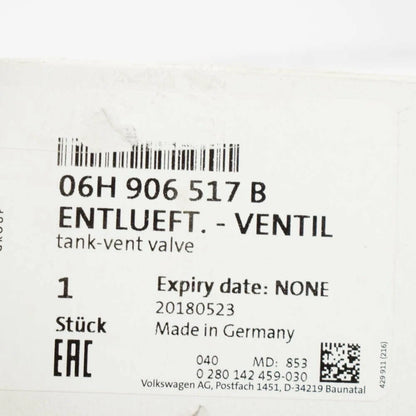 06H 906 517 B
ENTLUEFT. - VENTIL
tank-vent valve
1
Expiry date: NONE
20180523
Stück
Made in Germany
EAC
040 MD: 853
0 280 142 459-030
Volkswagen AG, Postfach 1451, D-34219 Baunatal
429 911 (216)
GROUP